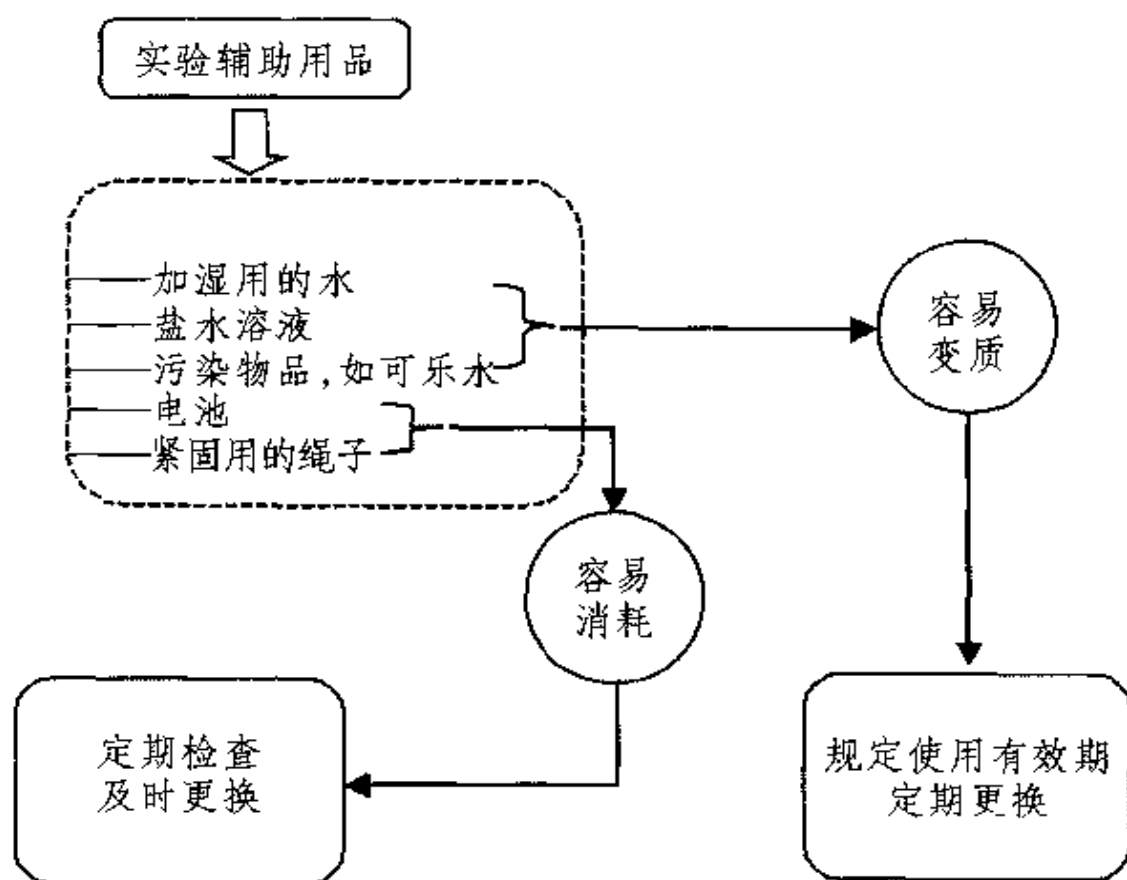 实验辅助用品
加湿用的水
盐水溶液
污染物品,如可乐水
电池
紧固用的绳子
容易
变质
容易
消耗
定期检查
及时更换
规定使用有效期
定期更换